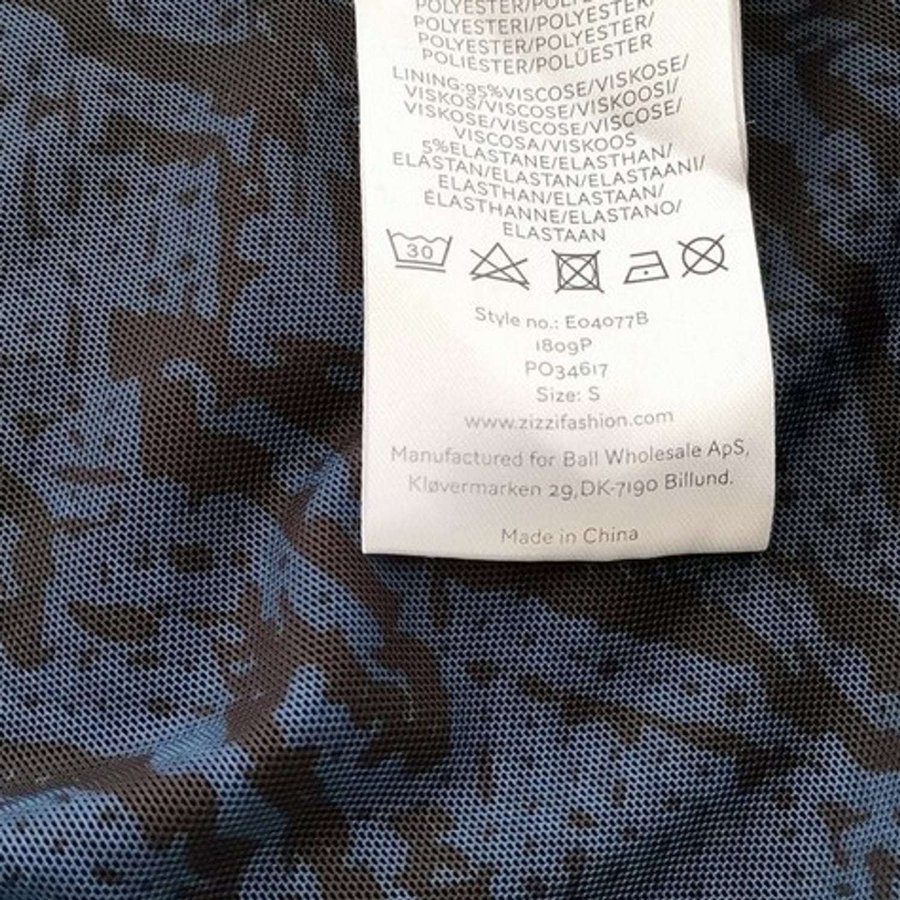 POLYESTER/POLYESTER/
POLYESTERI/POLYESTER/
POLYESTER/POLYESTER/
POLIÉSTER/POLÜESTER
LINING:95%VISCOSE/VISKOSE/
VISKOS/VISCOSE/VISKOOSI/
VISKOSE/VISCOSE/VISCOSE/
VISCOSA/VISKOOS
5%ELASTANE/ELASTHAN/
ELASTAN/ELASTAN/ELASTAANI/
ELASTHAN/ELASTAAN/
ÉLASTHANNE/ELASTANO/
ELASTAAN
30
Style no.: E04077B
1809P
PO34617
Size: S
www.zizzifashion.com
Manufactured for Ball Wholesale ApS,
Kløvermarken 29,DK-7190 Billund.
Made in China